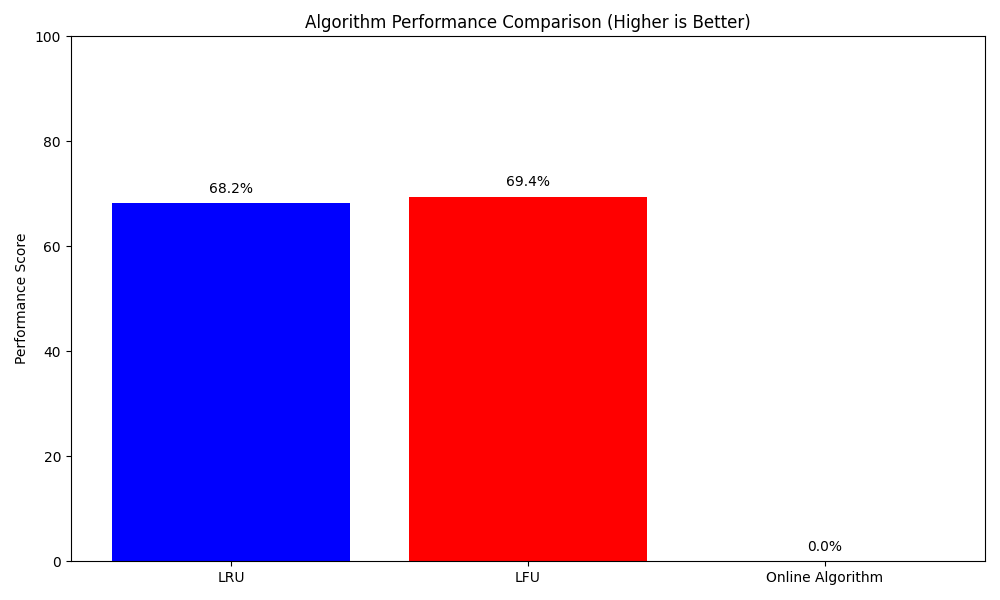 Algorithm Performance Comparison (Higher is Better)
100
80
60
40
20
0
Performance Score
68.2%
69.4%
0.0%
LRU
LFU
Online Algorithm